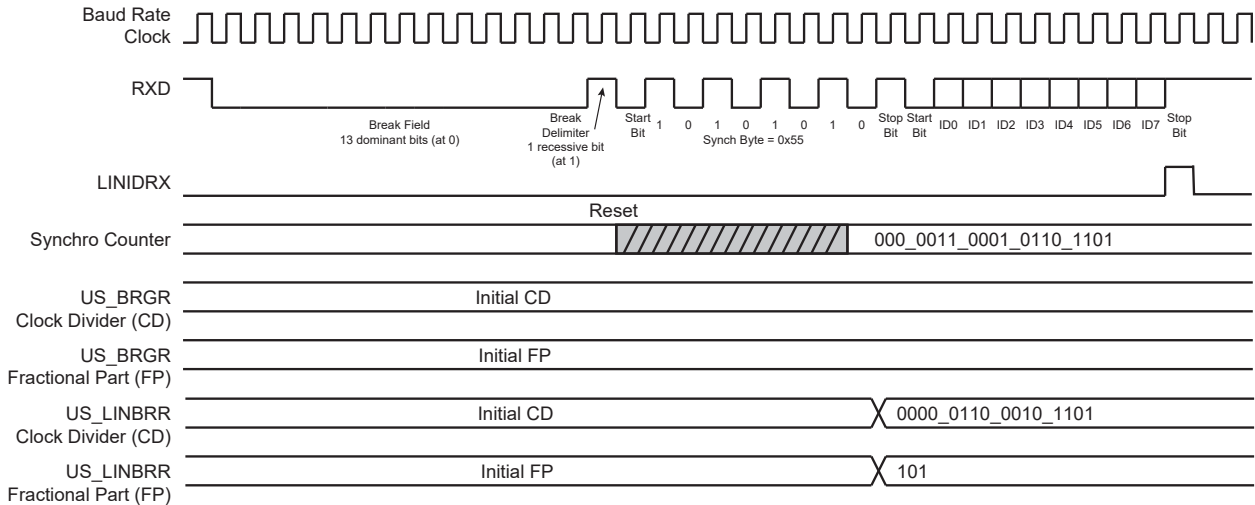 Baud Rate
Clock
RXD
Break Field
13 dominant bits (at 0)
Break
Delimiter
1 recessive bit
(at 1)
Start
Bit
1 0 1 0 1 0 1 0
Synch Byte = 0x55
Stop
Bit
Start
Bit
ID0 ID1 ID2 ID3 ID4 ID5 ID6 ID7
Stop
Bit
LINIDRX
Reset
Synchro Counter
000_0011_0001_0110_1101
US_BRGR
Clock Divider (CD)
Initial CD
US_BRGR
Fractional Part (FP)
Initial FP
US_LINBRR
Clock Divider (CD)
Initial CD
0000_0110_0010_1101
US_LINBRR
Fractional Part (FP)
Initial FP
101